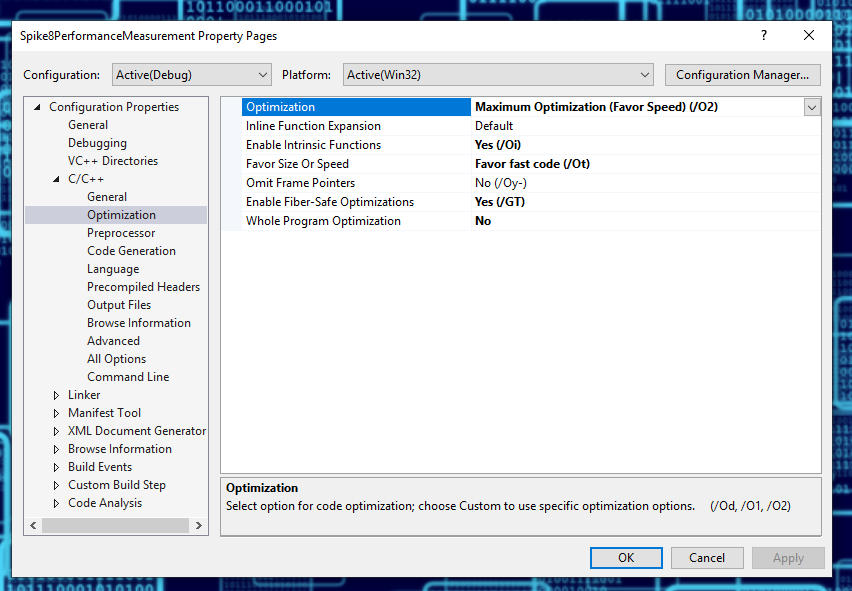 Spike8PerformanceMeasurement Property Pages
?
Configuration: Active(Debug) Platform: Active(Win32) Configuration Manager...
Configuration Properties
General
Debugging
VC++ Directories
C/C++
General
Optimization
Preprocessor
Code Generation
Language
Precompiled Headers
Output Files
Browse Information
Advanced
All Options
Command Line
Linker
Manifest Tool
XML Document Generator
Browse Information
Build Events
Custom Build Step
Code Analysis
Optimization Maximum Optimization (Favor Speed) (/O2)
Inline Function Expansion Default
Enable Intrinsic Functions Yes (/Oi)
Favor Size Or Speed Favor fast code (/Ot)
Omit Frame Pointers No (/Oy-)
Enable Fiber-Safe Optimizations Yes (/GT)
Whole Program Optimization No
Optimization
Select option for code optimization; choose Custom to use specific optimization options. (/Od, /O1, /O2)
OK Cancel Apply